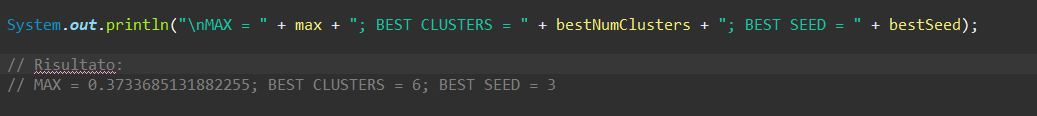 System.out.println("\nMAX = " + max + "; BEST CLUSTERS = " + bestNumClusters + "; BEST SEED = " + bestSeed);
// Risultato:
// MAX = 0.3733685131882255; BEST CLUSTERS = 6; BEST SEED = 3